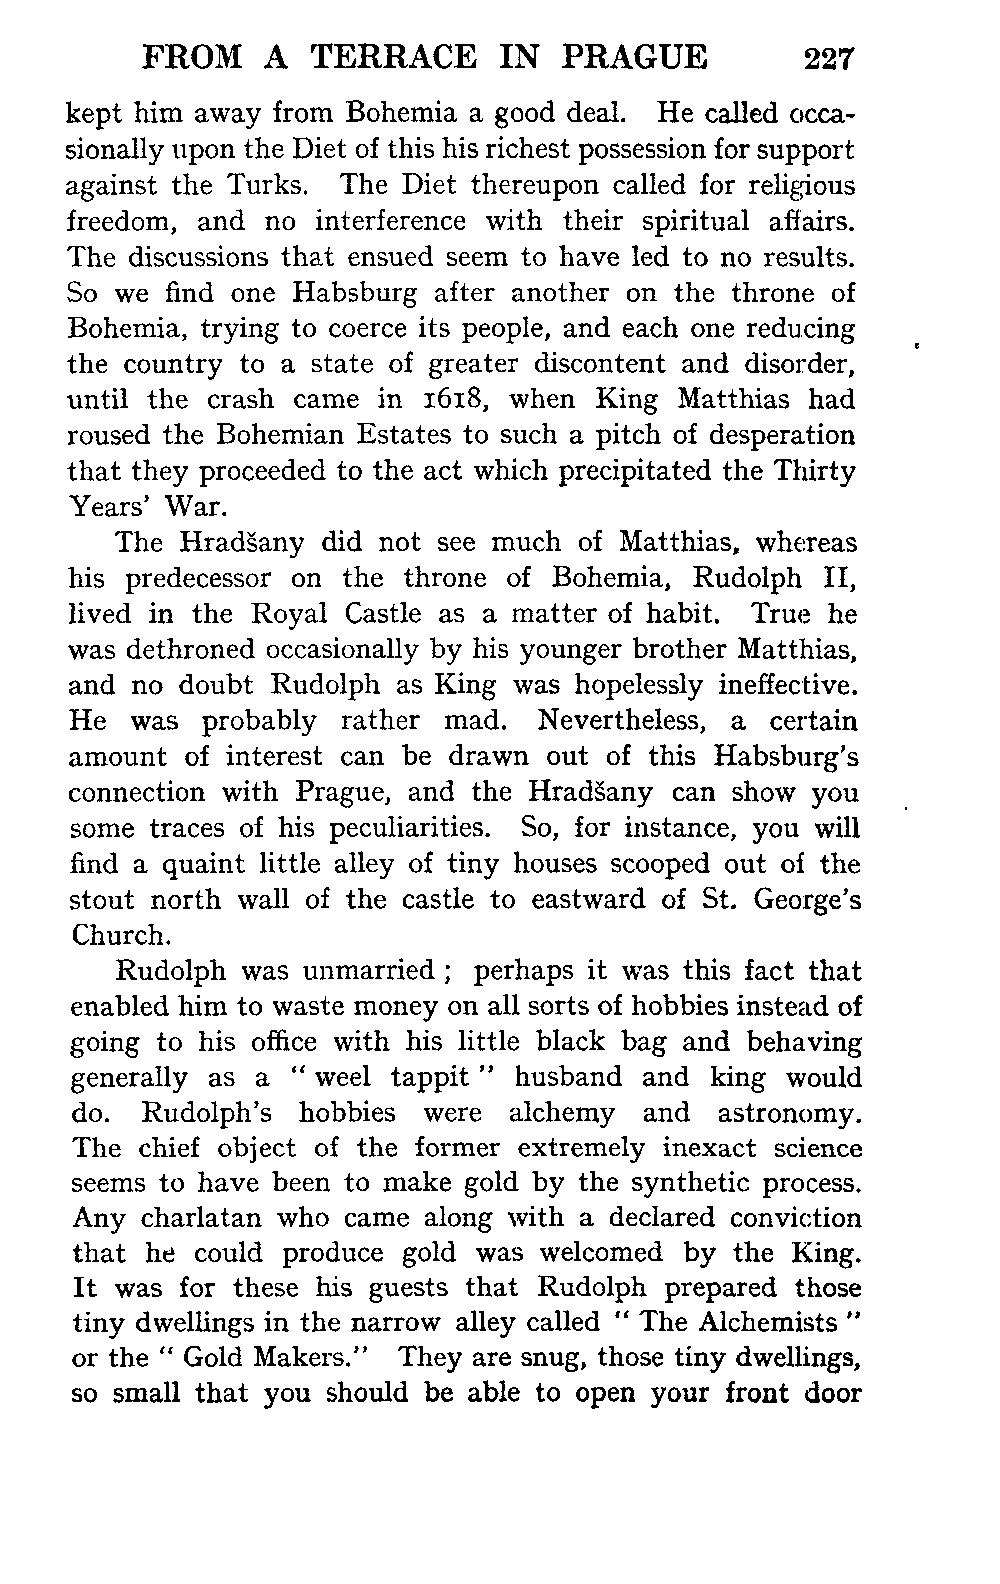 FROM A TERRACE IN PRAGUE 227
kept him away from Bohemia a good deal. He called occa-
sionally upon the Diet of this his richest possession for support
against the Turks. The Diet thereupon called for religious
freedom, and no interference with their spiritual affairs.
The discussions that ensued seem to have led to no results.
So we find one Habsburg after another on the throne of
Bohemia, trying to coerce its people, and each one reducing
the country to a state of greater discontent and disorder,
until the crash came in 1618, when King Matthias had
roused the Bohemian Estates to such a pitch of desperation
that they proceeded to the act which precipitated the Thirty
Years' War.
The Hradšany did not see much of Matthias, whereas
his predecessor on the throne of Bohemia, Rudolph II,
lived in the Royal Castle as a matter of habit. True he
was dethroned occasionally by his younger brother Matthias,
and no doubt Rudolph as King was hopelessly ineffective.
He was probably rather mad. Nevertheless, a certain
amount of interest can be drawn out of this Habsburg's
connection with Prague, and the Hradšany can show you
some traces of his peculiarities. So, for instance, you will
find a quaint little alley of tiny houses scooped out of the
stout north wall of the castle to eastward of St. George's
Church.
Rudolph was unmarried ; perhaps it was this fact that
enabled him to waste money on all sorts of hobbies instead of
going to his office with his little black bag and behaving
generally as a " weel tappit " husband and king would
do. Rudolph's hobbies were alchemy and astronomy.
The chief object of the former extremely inexact science
seems to have been to make gold by the synthetic process.
Any charlatan who came along with a declared conviction
that he could produce gold was welcomed by the King.
It was for these his guests that Rudolph prepared those
tiny dwellings in the narrow alley called " The Alchemists "
or the " Gold Makers." They are snug, those tiny dwellings,
so small that you should be able to open your front door